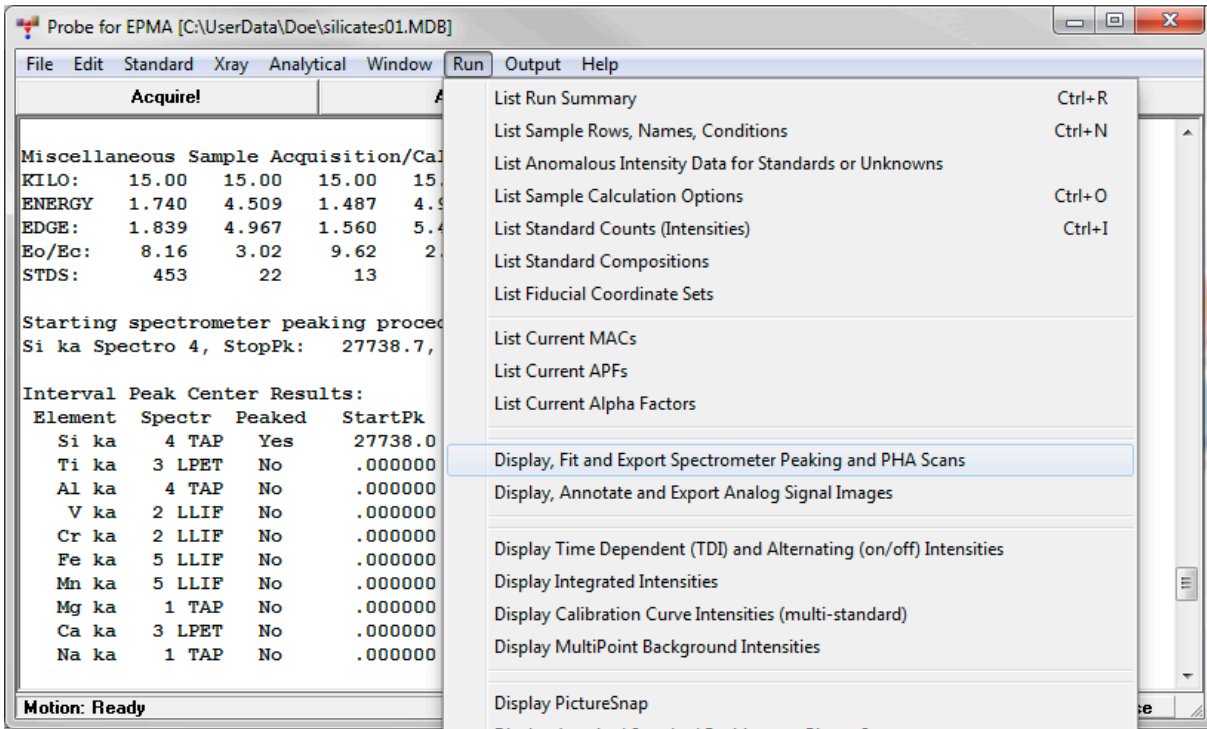 Probe for EPMA [C:\UserData\Doe\silicates01.MDB]
File Edit Standard Xray Analytical Window Run Output Help
Acquire!
Miscellaneous Sample Acquisition/Cal
KILO: 15.00 15.00 15.00 15.
ENERGY 1.740 4.509 1.487 4.9
EDGE: 1.839 4.967 1.560 5.4
Eo/Ec: 8.16 3.02 9.62 2.
STDS: 453 22 13
Starting spectrometer peaking proced
Si ka Spectro 4, StopPk: 27738.7,
Interval Peak Center Results:
Element Spectr Peaked StartPk
Si ka 4 TAP Yes 27738.0
Ti ka 3 LPET No .000000
Al ka 4 TAP No .000000
V ka 2 LLIF No .000000
Cr ka 2 LLIF No .000000
Fe ka 5 LLIF No .000000
Mn ka 5 LLIF No .000000
Mg ka 1 TAP No .000000
Ca ka 3 LPET No .000000
Na ka 1 TAP No .000000
Motion: Ready
List Run Summary Ctrl+R
List Sample Rows, Names, Conditions Ctrl+N
List Anomalous Intensity Data for Standards or Unknowns
List Sample Calculation Options Ctrl+O
List Standard Counts (Intensities) Ctrl+I
List Standard Compositions
List Fiducial Coordinate Sets
List Current MACs
List Current APFs
List Current Alpha Factors
Display, Fit and Export Spectrometer Peaking and PHA Scans
Display, Annotate and Export Analog Signal Images
Display Time Dependent (TDI) and Alternating (on/off) Intensities
Display Integrated Intensities
Display Calibration Curve Intensities (multi-standard)
Display MultiPoint Background Intensities
Display PictureSnap